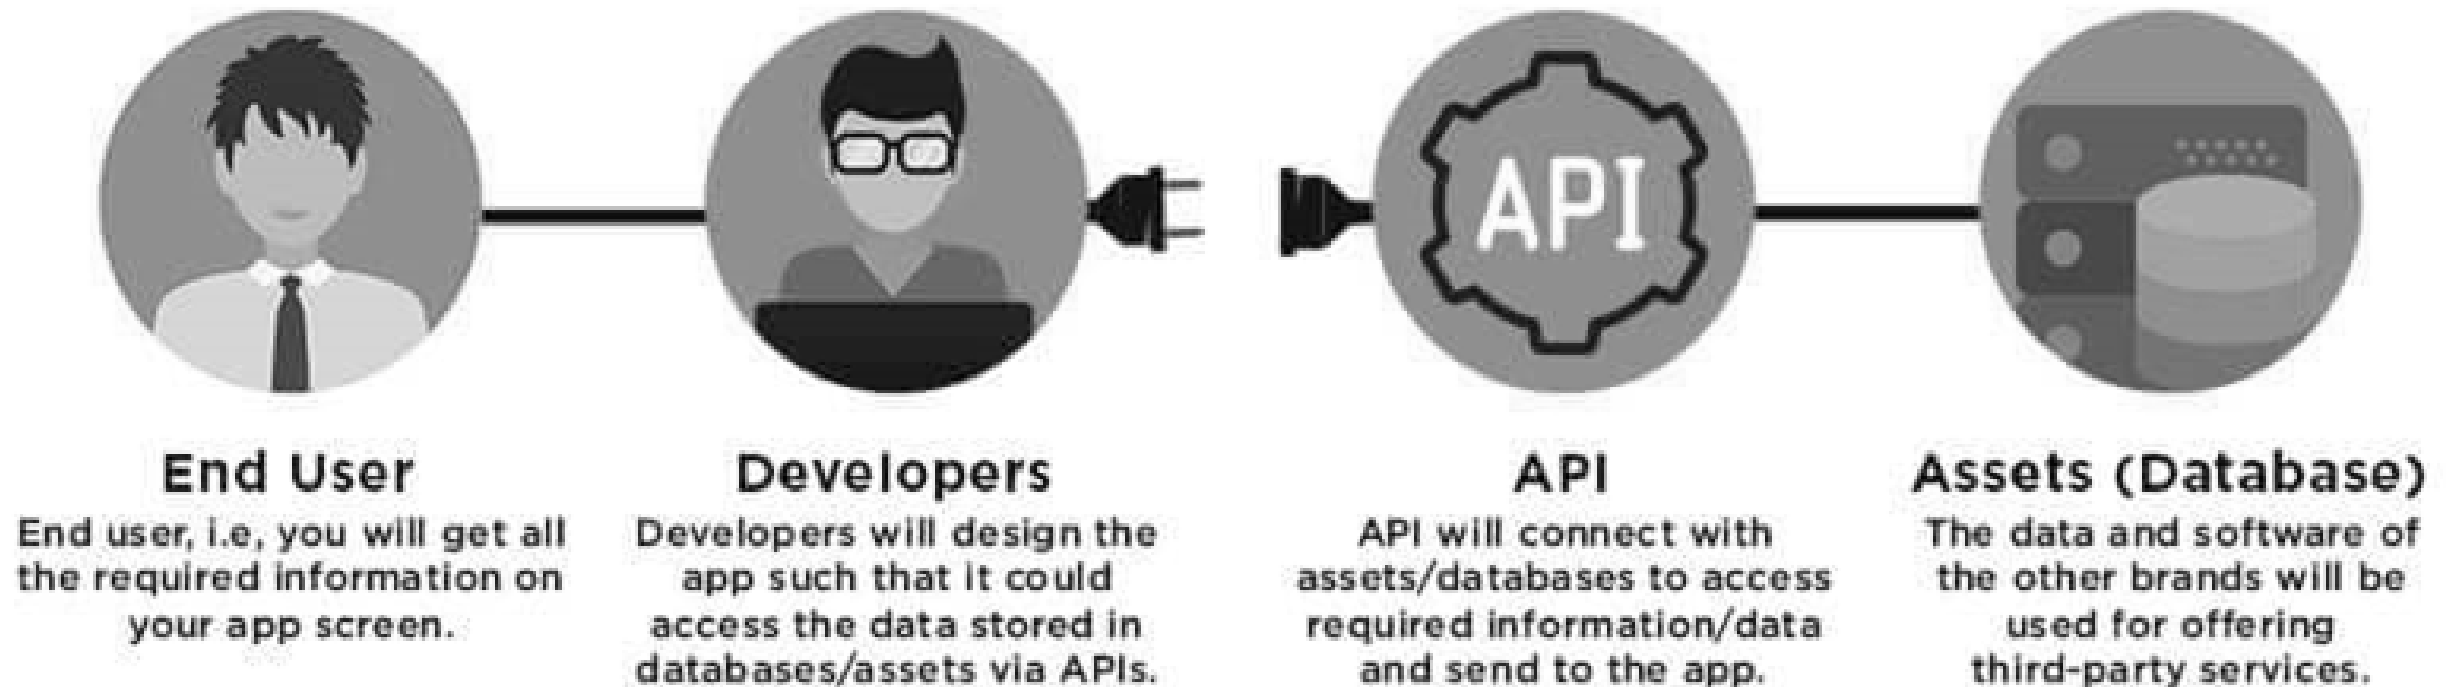 API
End User
End user, i.e, you will get all
the required information on
your app screen.
Developers
Developers will design the
app such that it could
access the data stored in
databases/assets via APIs.
API
API will connect with
assets/databases to access
required information/data
and send to the app.
Assets (Database)
The data and software of
the other brands will be
used for offering
third-party services.